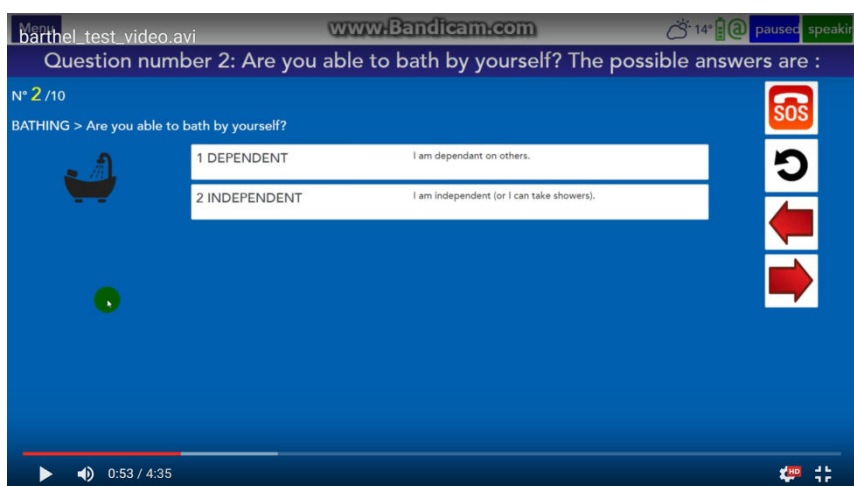 Menu
barthel_test_video.avi
www.Bandicam.com
14°
@
paused
speakin
Question number 2: Are you able to bath by yourself? The possible answers are :
N° 2 /10
SOS
BATHING > Are you able to bath by yourself?
1 DEPENDENT I am dependant on others.
2 INDEPENDENT I am independent (or I can take showers).
0:53 / 4:35
HD